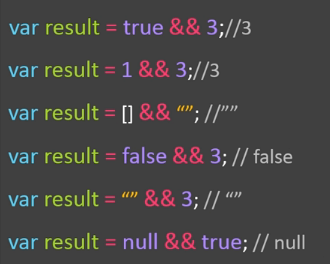 var result = true && 3;//3
var result = 1 && 3;//3
var result = [] && “”; //””
var result = false && 3; // false
var result = “” && 3; // “”
var result = null && true; // null